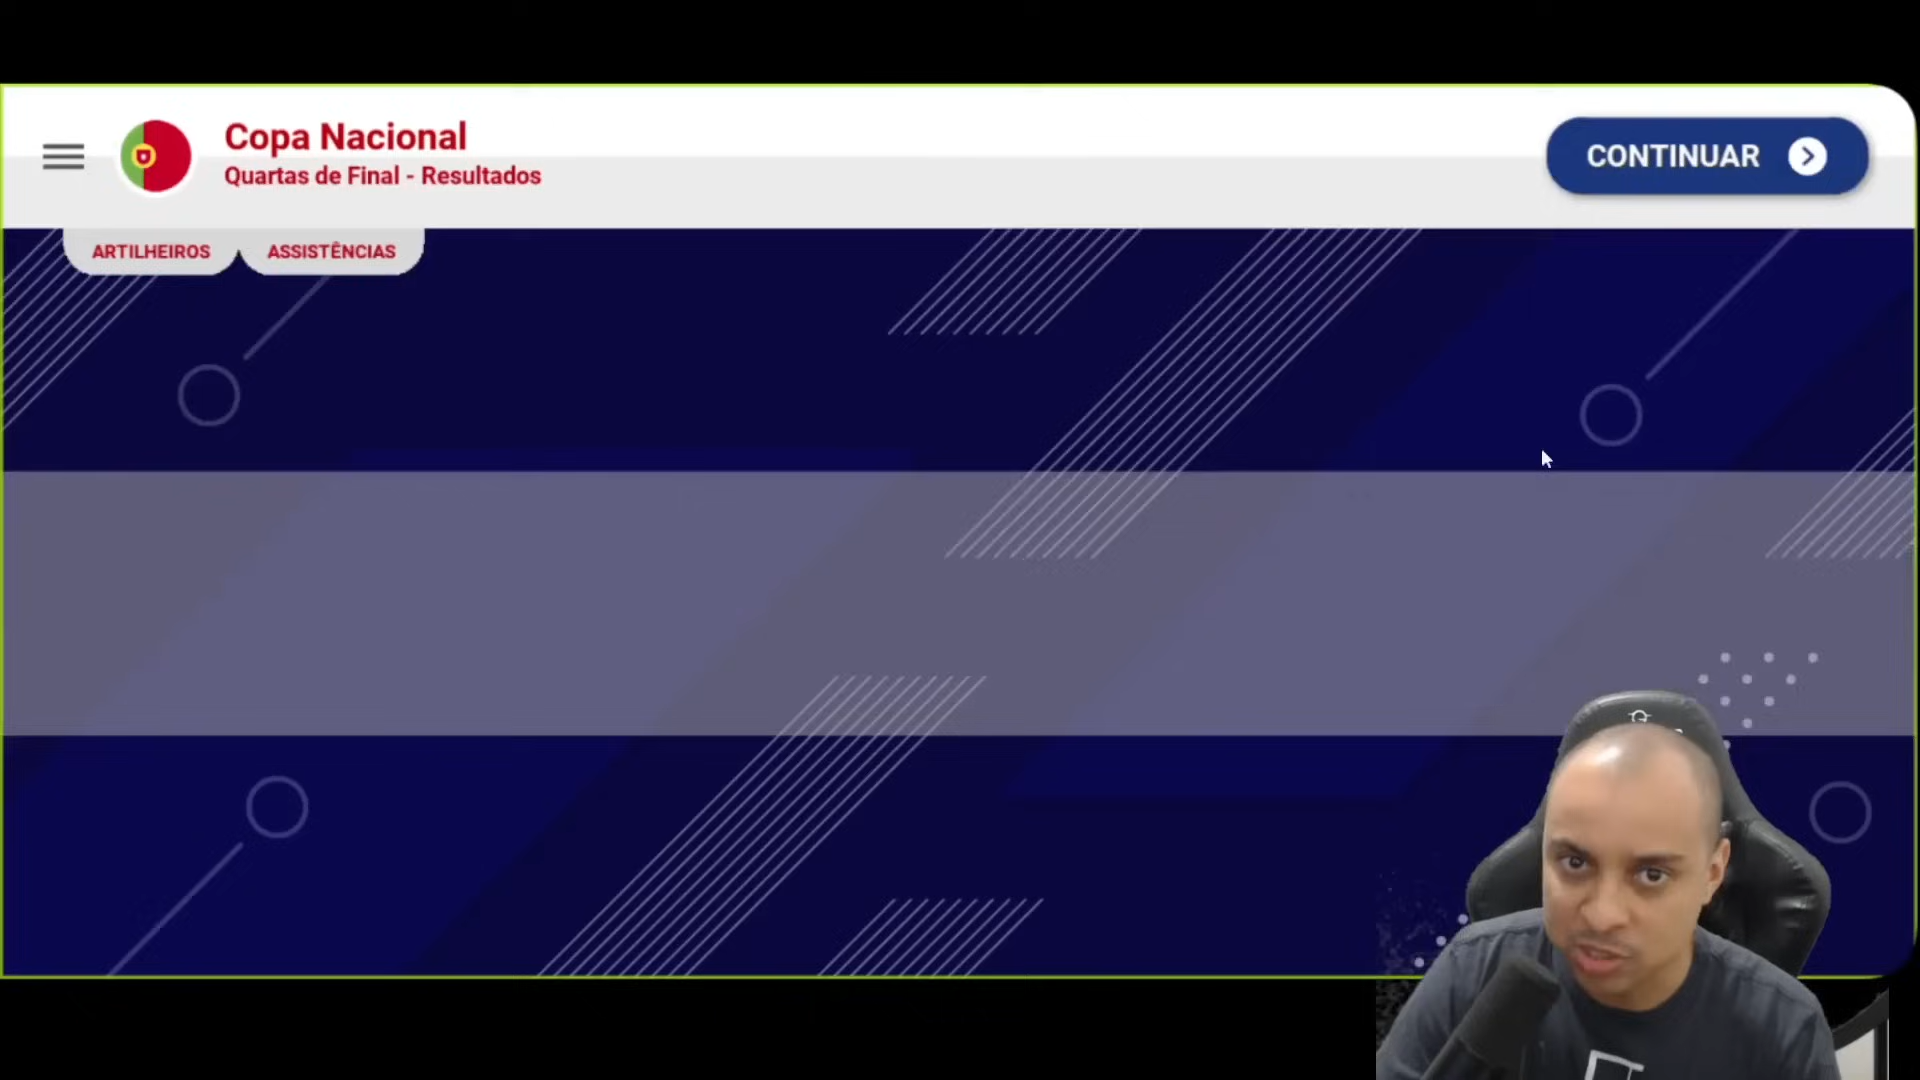 Copa Nacional
Quartas de Final - Resultados
CONTINUAR
ARTILHEIROS
ASSISTÊNCIAS